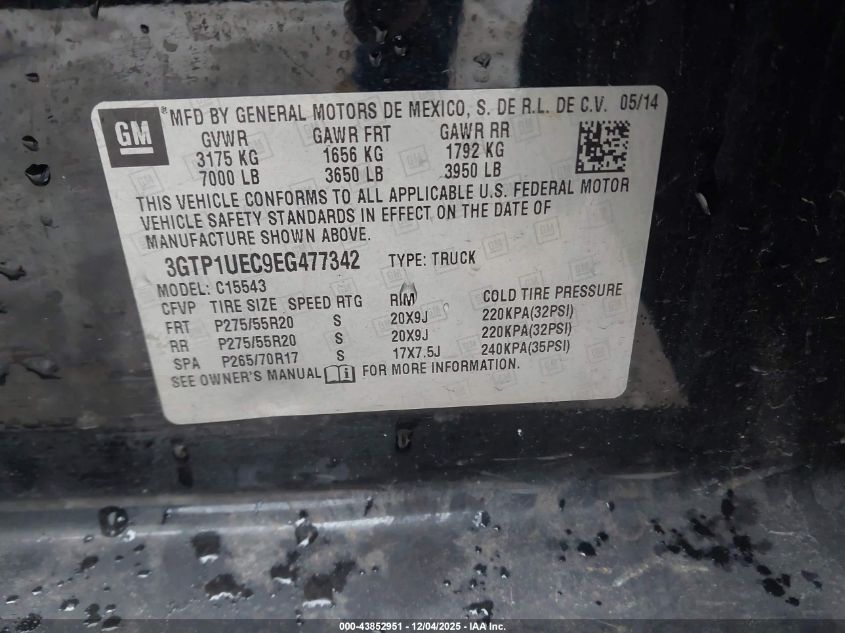 GM
*MFD BY GENERAL MOTORS DE MEXICO, S. DE R.L. DE C.V. 05/14
GVWR GAWR FRT GAWR RR
3175 KG 1656 KG 1792 KG
7000 LB 3650 LB 3950 LB
THIS VEHICLE CONFORMS TO ALL APPLICABLE U.S. FEDERAL MOTOR
VEHICLE SAFETY STANDARDS IN EFFECT ON THE DATE OF
MANUFACTURE SHOWN ABOVE.
3GTP1UEC9EG477342 TYPE: TRUCK
MODEL: C15543
CFVP TIRE SIZE SPEED RTG RIM COLD TIRE PRESSURE
FRT P275/55R20 S 20X9J 220KPA(32PSI)
RR P275/55R20 S 20X9J 220KPA(32PSI)
SPA P265/70R17 S 17X7.5J 240KPA(35PSI)
SEE OWNER'S MANUAL FOR MORE INFORMATION.
000-43852951 - 12/04/2025 - IAA Inc.